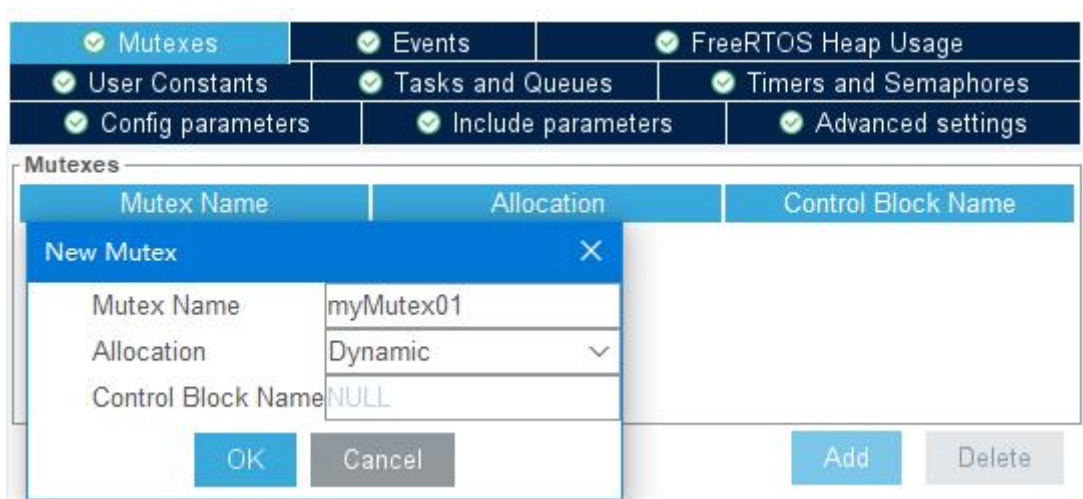 Mutexes Events FreeRTOS Heap Usage
User Constants Tasks and Queues Timers and Semaphores
Config parameters Include parameters Advanced settings
Mutexes
Mutex Name Allocation Control Block Name
New Mutex
Mutex Name myMutex01
Allocation Dynamic
Control Block Name NULL
OK Cancel
Add Delete